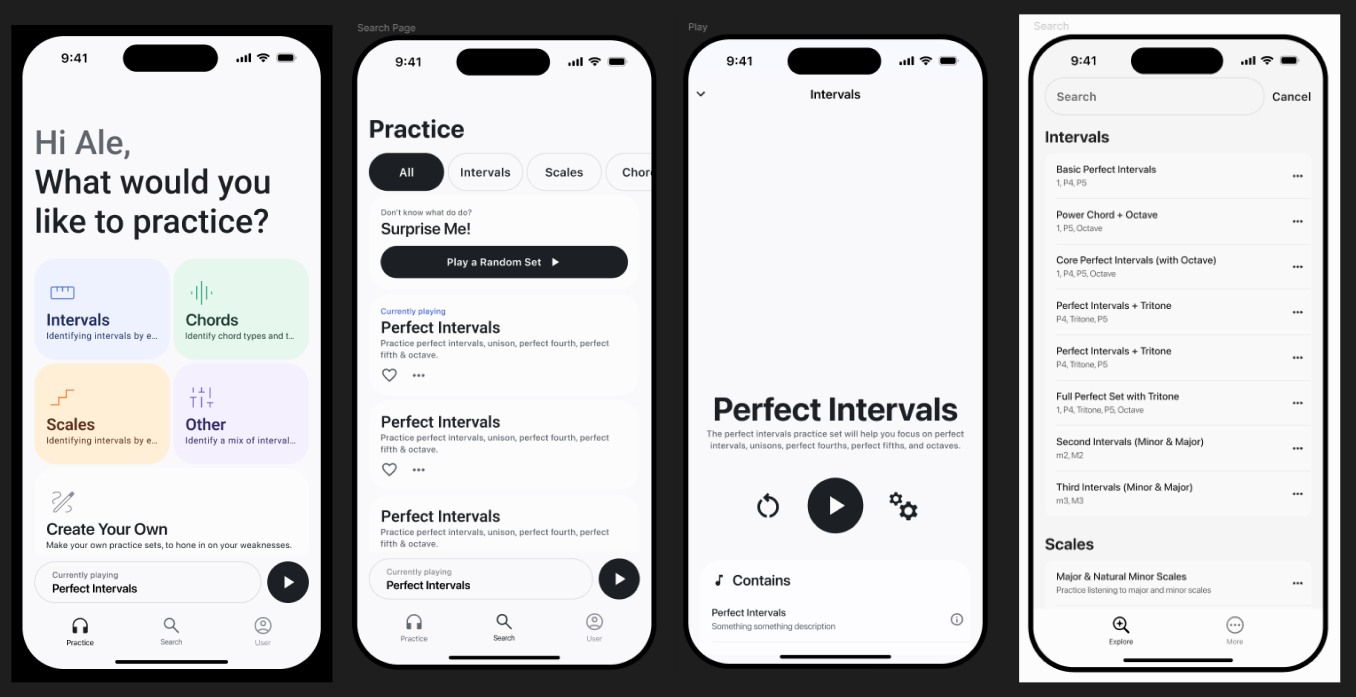 9:41
Hi Ale,
What would you
like to practice?
Intervals
Identifying intervals by e...
Chords
Identify chord types and t...
Scales
Identifying intervals by e...
Other
Identify a mix of interval...
Create Your Own
Make your own practice sets, to hone in on your weaknesses.
Currently playing
Perfect Intervals
Practice
Search
User
Search Page
9:41
Practice
All
Intervals
Scales
Chor
Don't know what do do?
Surprise Me!
Play a Random Set
Currently playing
Perfect Intervals
Practice perfect intervals, unison, perfect fourth, perfect
fifth & octave.
Perfect Intervals
Practice perfect intervals, unison, perfect fourth, perfect
fifth & octave.
Perfect Intervals
Practice perfect intervals, unison, perfect fourth, perfect
fifth & octave.
Currently playing
Perfect Intervals
Practice
Search
User
Play
9:41
Intervals
Perfect Intervals
The perfect intervals practice set will help you focus on perfect
intervals, unisons, perfect fourths, perfect fifths, and octaves.
Contains
Perfect Intervals
Something something description
Search
9:41
Search
Cancel
Intervals
Basic Perfect Intervals
1, P4, P5
Power Chord + Octave
1, P5, Octave
Core Perfect Intervals (with Octave)
1, P4, P5, Octave
Perfect Intervals + Tritone
P4, Tritone, P5
Perfect Intervals + Tritone
P4, Tritone, P5
Full Perfect Set with Tritone
1, P4, Tritone, P5, Octave
Second Intervals (Minor & Major)
m2, M2
Third Intervals (Minor & Major)
m3, M3
Scales
Major & Natural Minor Scales
Practice listening to major and minor scales
Explore
More